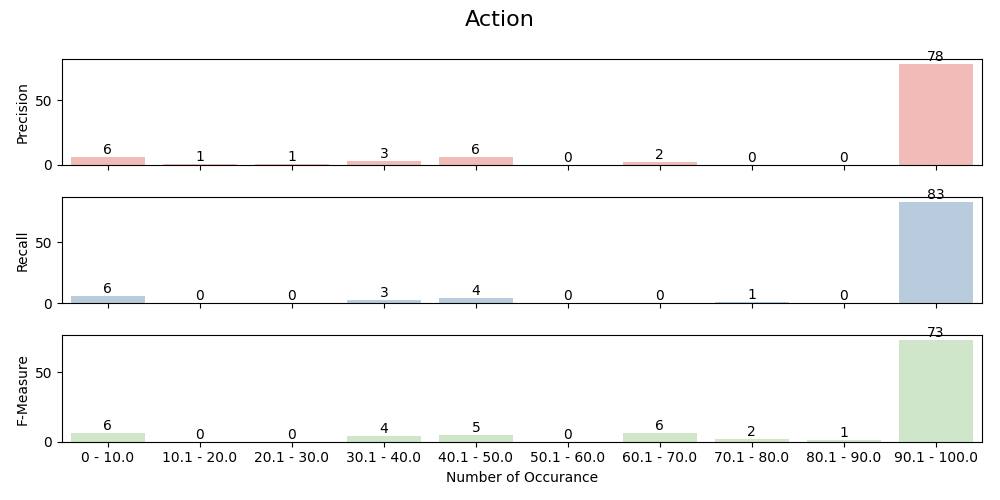 Action
Precision
50
0
6 1 1 3 6 0 2 0 0 78
Recall
50
0
6 0 0 3 4 0 0 1 0 83
F-Measure
50
0
6 0 0 4 5 0 6 2 1 73
0 - 10.0 10.1 - 20.0 20.1 - 30.0 30.1 - 40.0 40.1 - 50.0 50.1 - 60.0 60.1 - 70.0 70.1 - 80.0 80.1 - 90.0 90.1 - 100.0
Number of Occurance